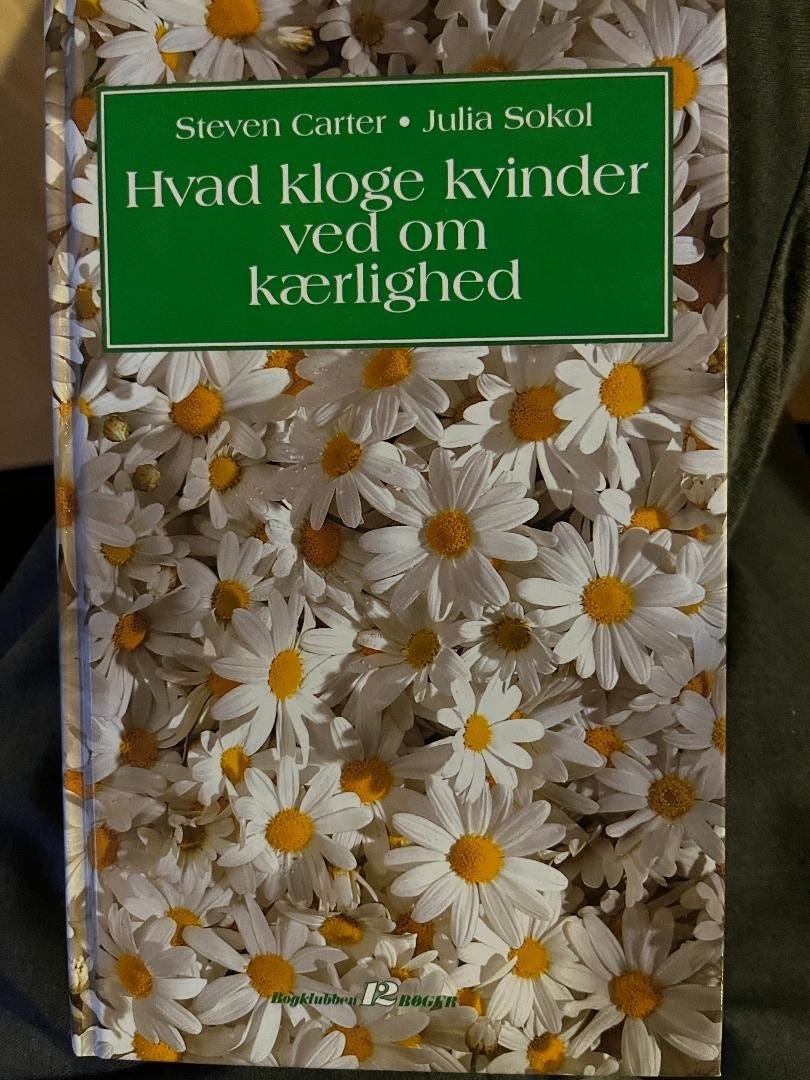 Steven Carter • Julia Sokol
Hvad kloge kvinder
ved om
kærlighed
Bogklubben 12 BØGER